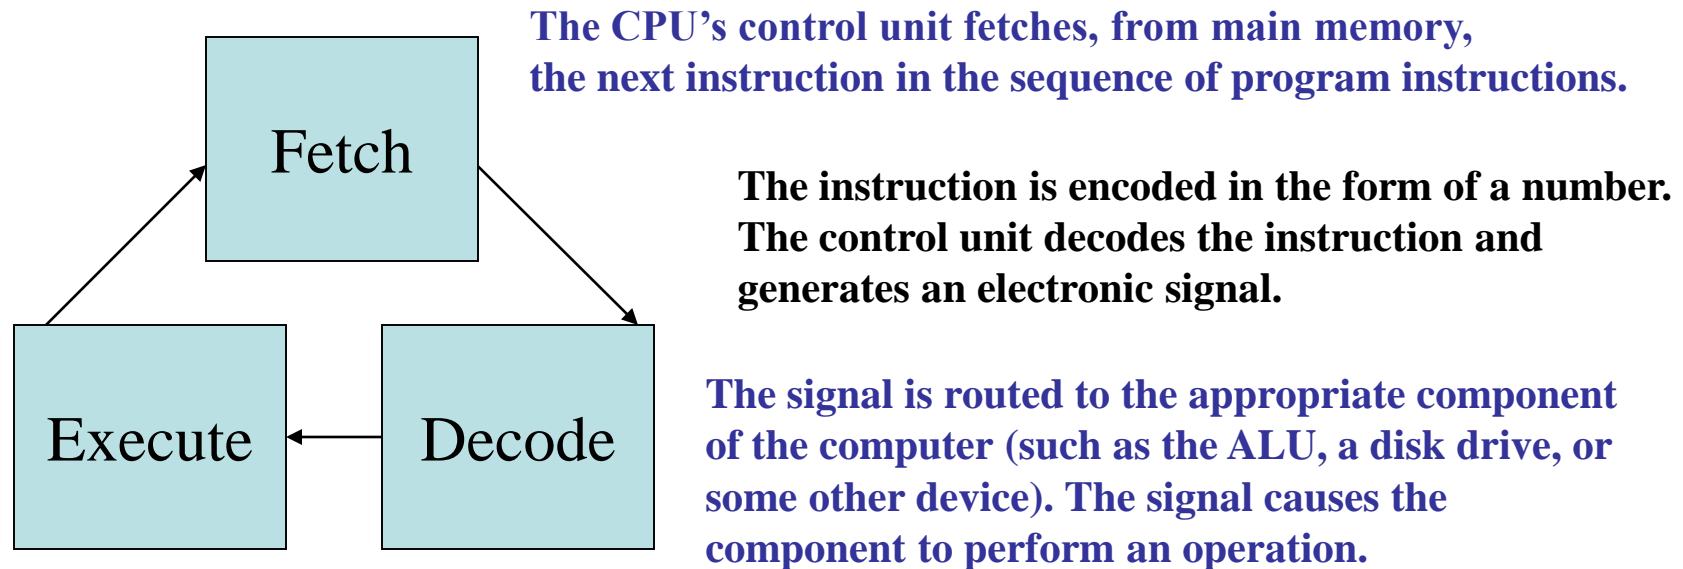 The CPU’s control unit fetches, from main memory,
the next instruction in the sequence of program instructions.
Fetch
The instruction is encoded in the form of a number.
The control unit decodes the instruction and
generates an electronic signal.
Execute
Decode
The signal is routed to the appropriate component
of the computer (such as the ALU, a disk drive, or
some other device). The signal causes the
component to perform an operation.